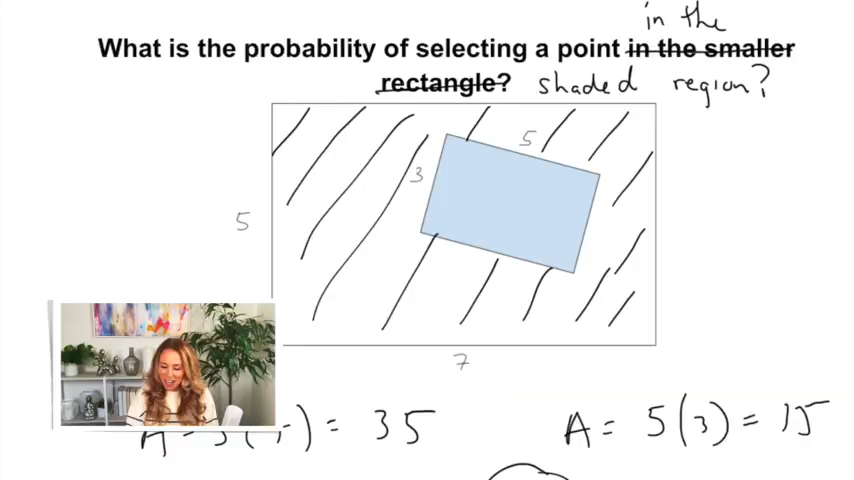 in the
What is the probability of selecting a point in the smaller
rectangle? shaded region?
5
3
5
7
= 35
A = 5(3) = 15